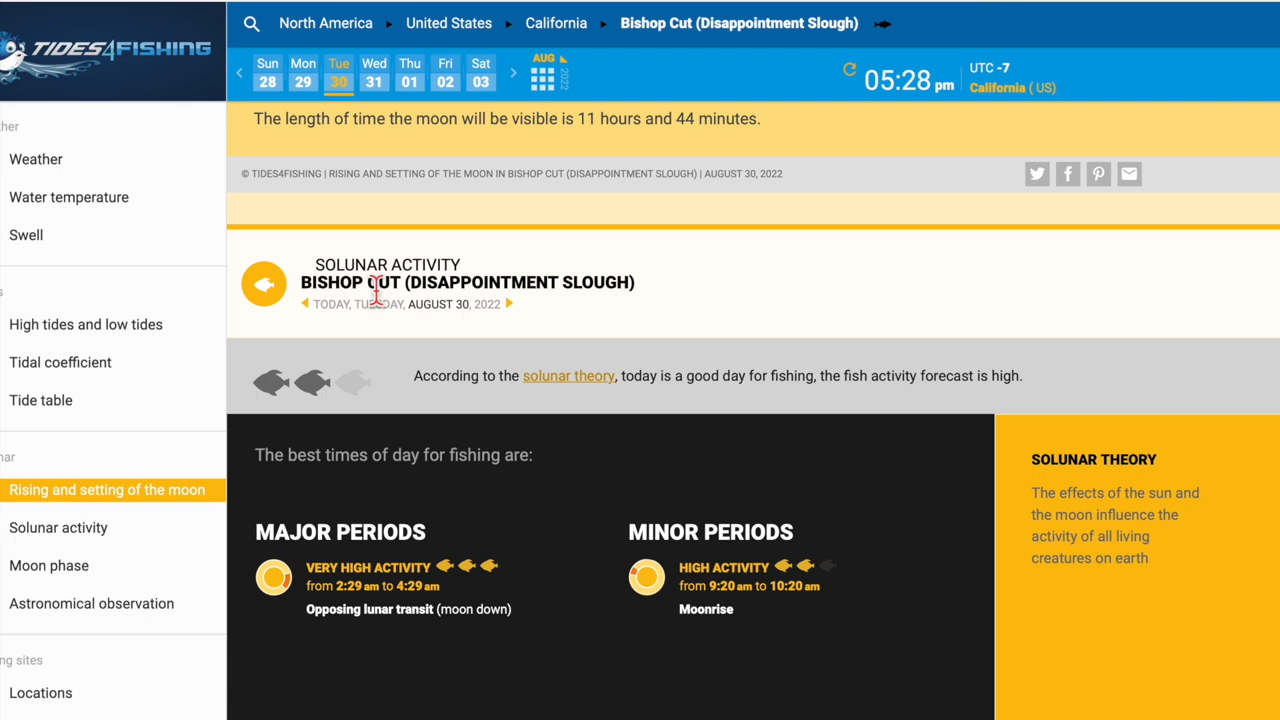 TIDES4FISHING
North America ▸ United States ▸ California ▸ Bishop Cut (Disappointment Slough)
Sun Mon Tue Wed Thu Fri Sat
28 29 30 31 01 02 03
AUG
2022
05:28 pm
UTC -7
California ( US)
ther
Weather
Water temperature
Swell
s
High tides and low tides
Tidal coefficient
Tide table
nar
Rising and setting of the moon
Solunar activity
Moon phase
Astronomical observation
ng sites
Locations
The length of time the moon will be visible is 11 hours and 44 minutes.
© TIDES4FISHING | RISING AND SETTING OF THE MOON IN BISHOP CUT (DISAPPOINTMENT SLOUGH) | AUGUST 30, 2022
SOLUNAR ACTIVITY
BISHOP CUT (DISAPPOINTMENT SLOUGH)
TODAY, TUESDAY, AUGUST 30, 2022
According to the solunar theory, today is a good day for fishing, the fish activity forecast is high.
The best times of day for fishing are:
MAJOR PERIODS
VERY HIGH ACTIVITY
from 2:29 am to 4:29 am
Opposing lunar transit (moon down)
MINOR PERIODS
HIGH ACTIVITY
from 9:20 am to 10:20 am
Moonrise
SOLUNAR THEORY
The effects of the sun and
the moon influence the
activity of all living
creatures on earth